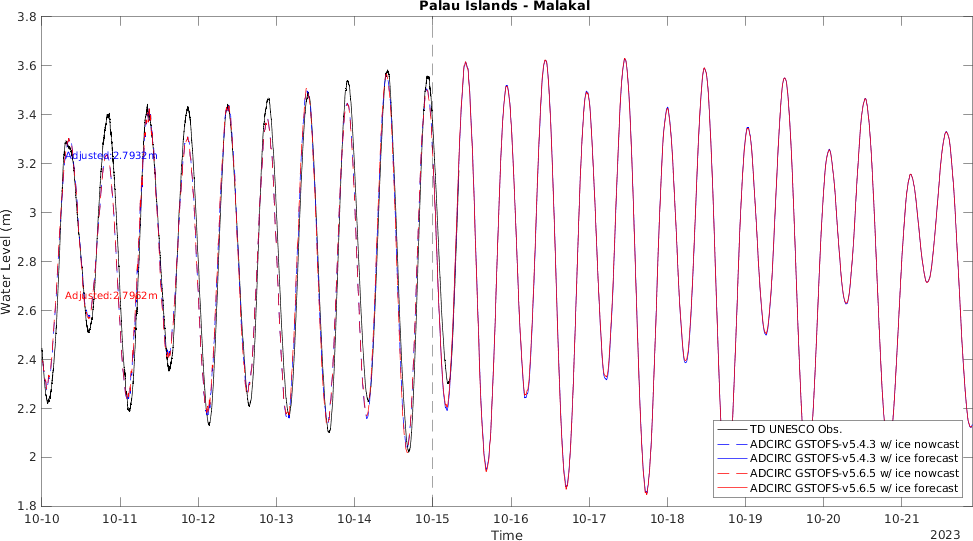 Palau Islands - Malakal
3.8
3.6
3.4
3.2
3
2.8
2.6
2.4
2.2
2
1.8
Water Level (m)
Adjusted:2.7932m
Adjusted:2.7962m
TD UNESCO Obs.
ADCIRC GSTOFS-v5.4.3 w/ ice nowcast
ADCIRC GSTOFS-v5.4.3 w/ ice forecast
ADCIRC GSTOFS-v5.6.5 w/ ice nowcast
ADCIRC GSTOFS-v5.6.5 w/ ice forecast
10-10 10-11 10-12 10-13 10-14 10-15 10-16 10-17 10-18 10-19 10-20 10-21
Time
2023